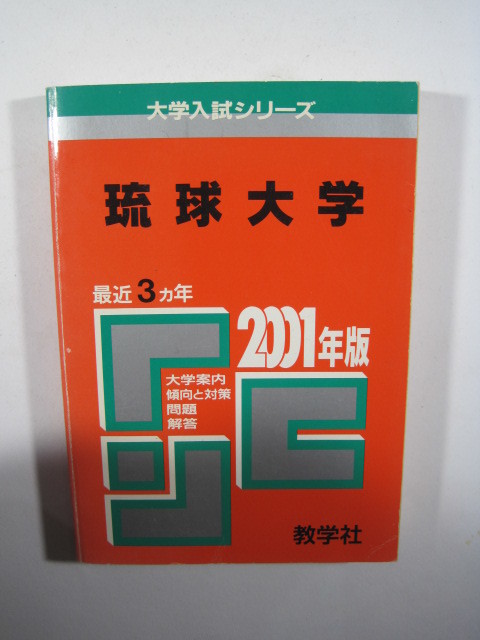 大学入試シリーズ
琉球大学
最近3ヵ年
2001年版
大学案内
傾向と対策
問題
解答
教学社